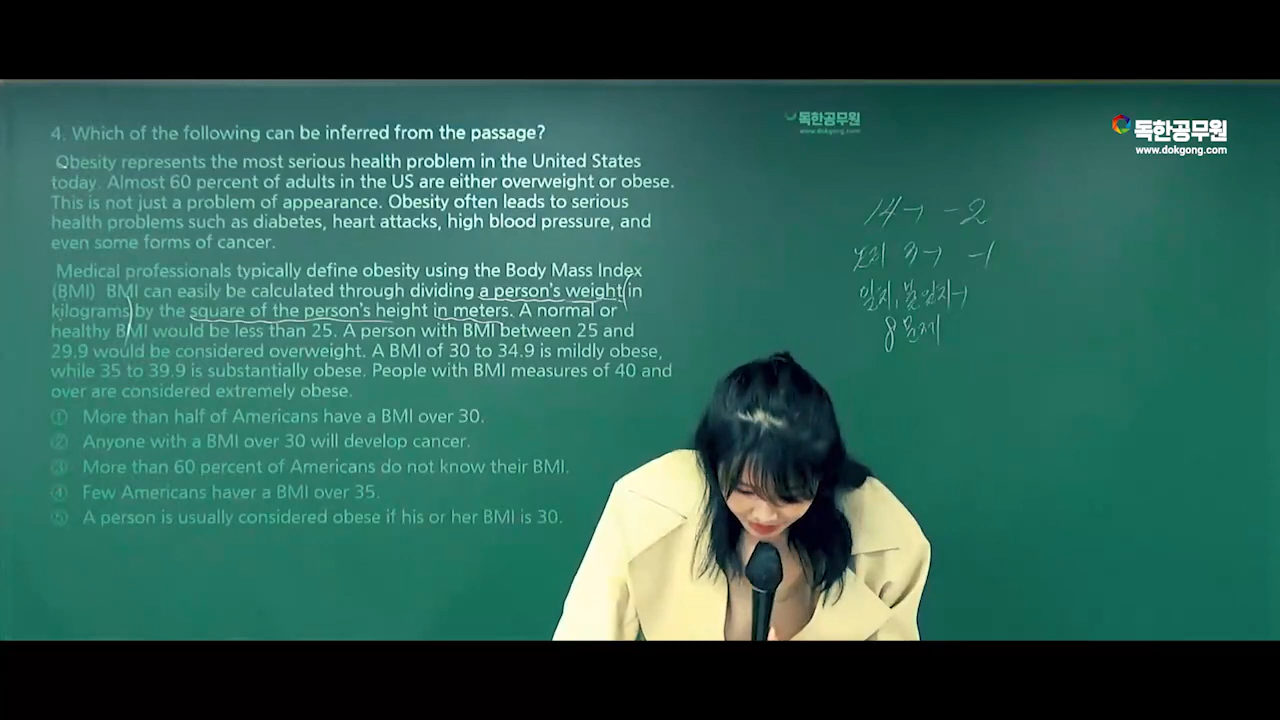 4. Which of the following can be inferred from the passage?
Obesity represents the most serious health problem in the United States
today. Almost 60 percent of adults in the US are either overweight or obese.
This is not just a problem of appearance. Obesity often leads to serious
health problems such as diabetes, heart attacks, high blood pressure, and
even some forms of cancer.
Medical professionals typically define obesity using the Body Mass Index
(BMI) BMI can easily be calculated through dividing a person's weight(in
kilograms)by the square of the person's height in meters. A normal or
healthy BMI would be less than 25. A person with BMI between 25 and
29.9 would be considered overweight. A BMI of 30 to 34.9 is mildly obese,
while 35 to 39.9 is substantially obese. People with BMI measures of 40 and
over are considered extremely obese.
① More than half of Americans have a BMI over 30.
② Anyone with a BMI over 30 will develop cancer.
③ More than 60 percent of Americans do not know their BMI.
④ Few Americans haver a BMI over 35.
⑤ A person is usually considered obese if his or her BMI is 30.
독한공무원
www.dokgong.com
14→ -2
논리 3→ -1
일치, 불일치→
8문제
독한공무원
www.dokgong.com